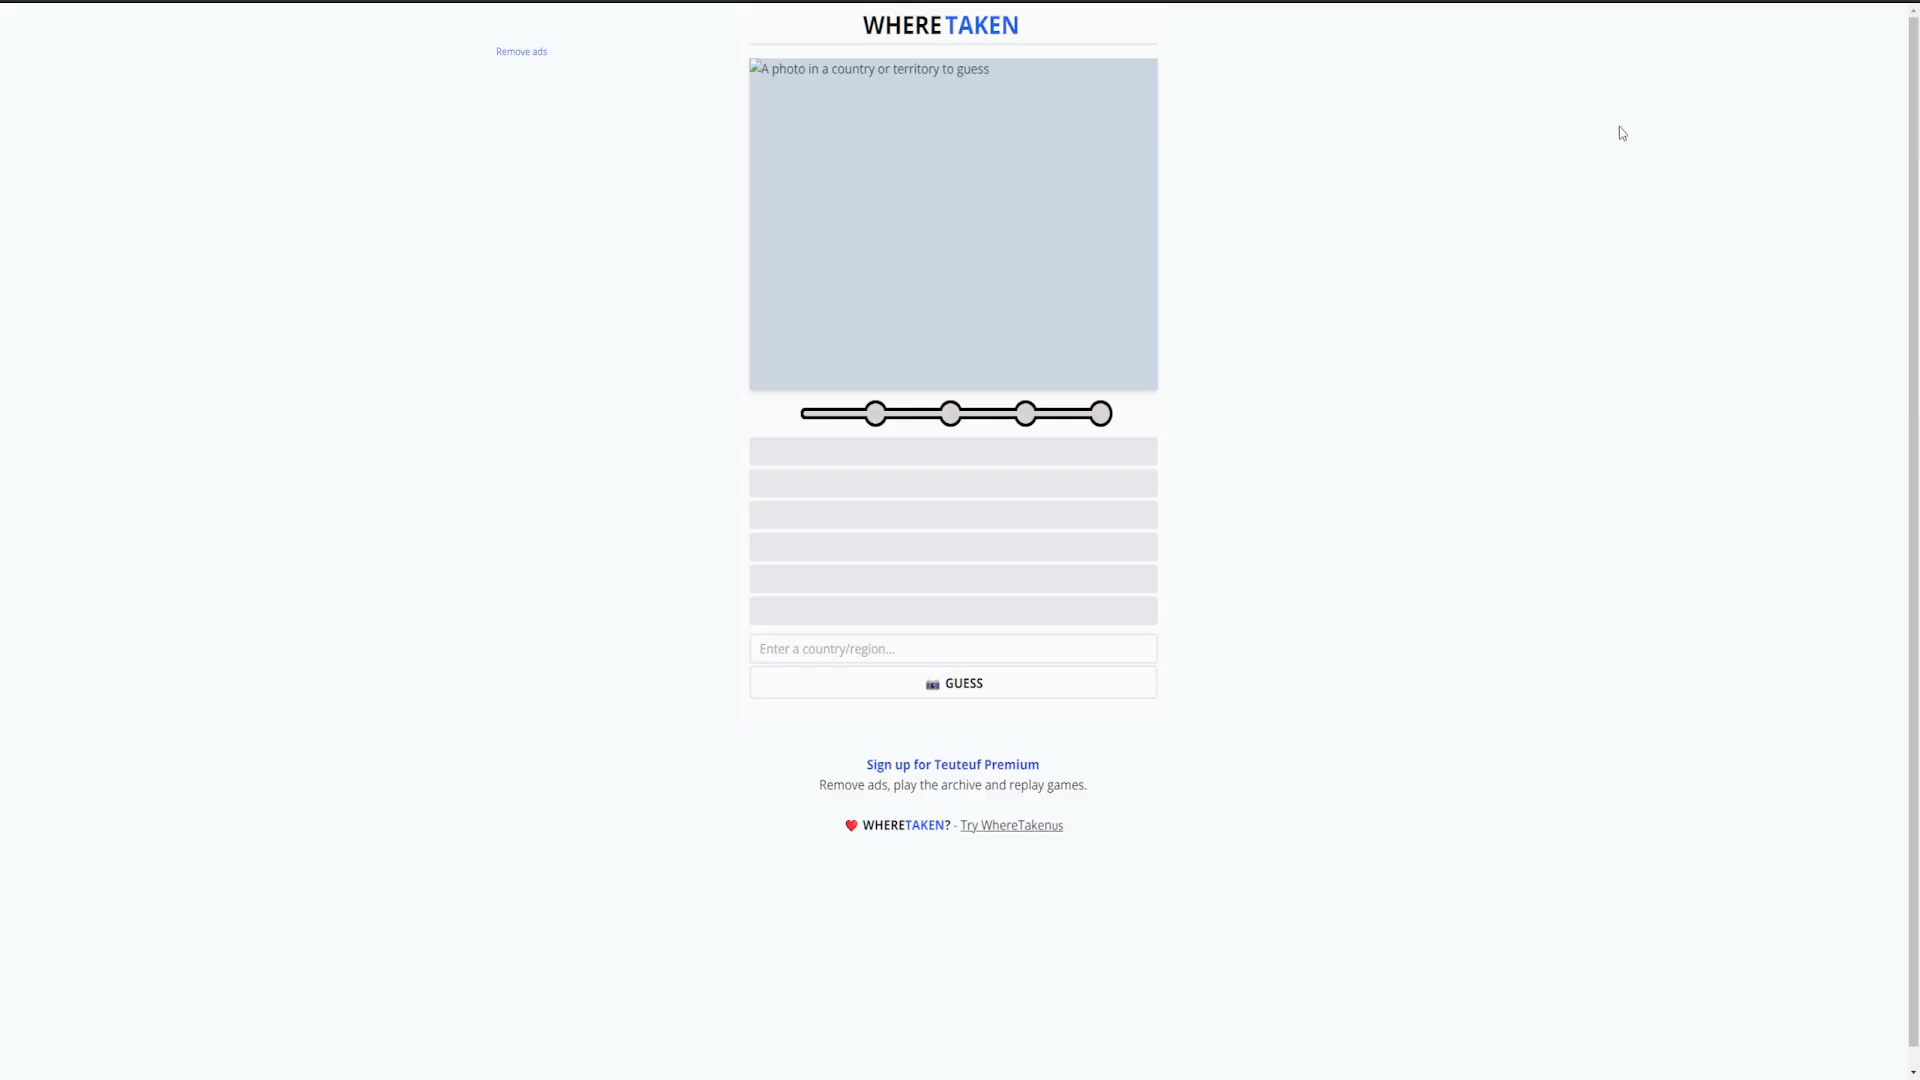 WHERETAKEN
Remove ads
A photo in a country or territory to guess
Enter a country/region...
GUESS
Sign up for Teuteuf Premium
Remove ads, play the archive and replay games.
❤️ WHERETAKEN? - Try WhereTakenus